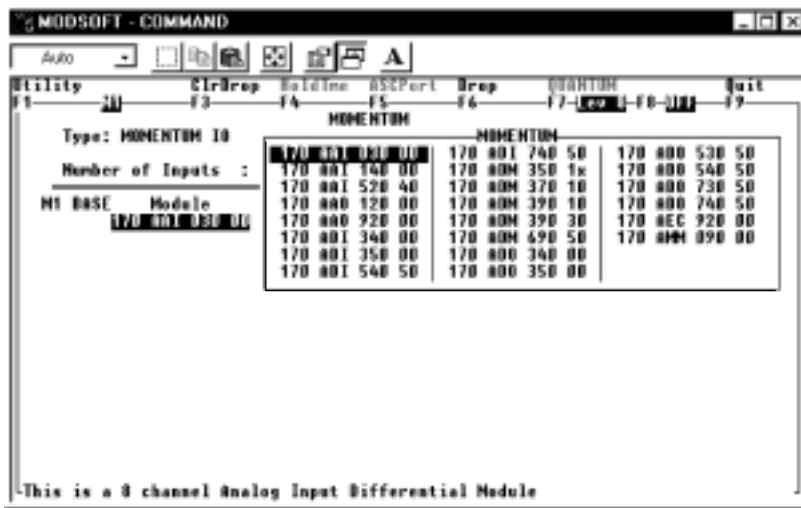 MODSOFT - COMMAND
Auto
A
Utility ClrDrop HoldTme ASCPort Drop QUANTUM Quit
F1 F3 F4 F5 F6 F7-Lev F8-OFF F9
MOMENTUM
Type: MOMENTUM IO
Number of Inputs :
M1 BASE Module
170 AAI 030 00
MOMENTUM
170 AAI 030 00 170 ADI 740 50 170 ADO 530 50
170 AAI 140 00 170 ADM 350 1x 170 ADO 540 50
170 AAI 520 40 170 ADM 370 10 170 ADO 730 50
170 AAO 120 00 170 ADM 390 10 170 ADO 740 50
170 AAO 920 00 170 ADM 390 30 170 AEC 920 00
170 ADI 340 00 170 ADM 690 50 170 AMM 090 00
170 ADI 350 00 170 ADO 340 00
170 ADI 540 50 170 ADO 350 00
This is a 8 channel Analog Input Differential Module